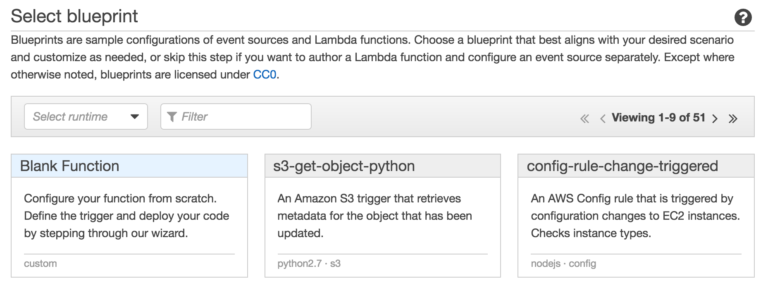 Select blueprint
?
Blueprints are sample configurations of event sources and Lambda functions. Choose a blueprint that best aligns with your desired scenario
and customize as needed, or skip this step if you want to author a Lambda function and configure an event source separately. Except where
otherwise noted, blueprints are licensed under CC0.
Select runtime
Filter
« < Viewing 1-9 of 51 > »
Blank Function
Configure your function from scratch.
Define the trigger and deploy your code
by stepping through our wizard.
custom
s3-get-object-python
An Amazon S3 trigger that retrieves
metadata for the object that has been
updated.
python2.7 · s3
config-rule-change-triggered
An AWS Config rule that is triggered by
configuration changes to EC2 instances.
Checks instance types.
nodejs · config